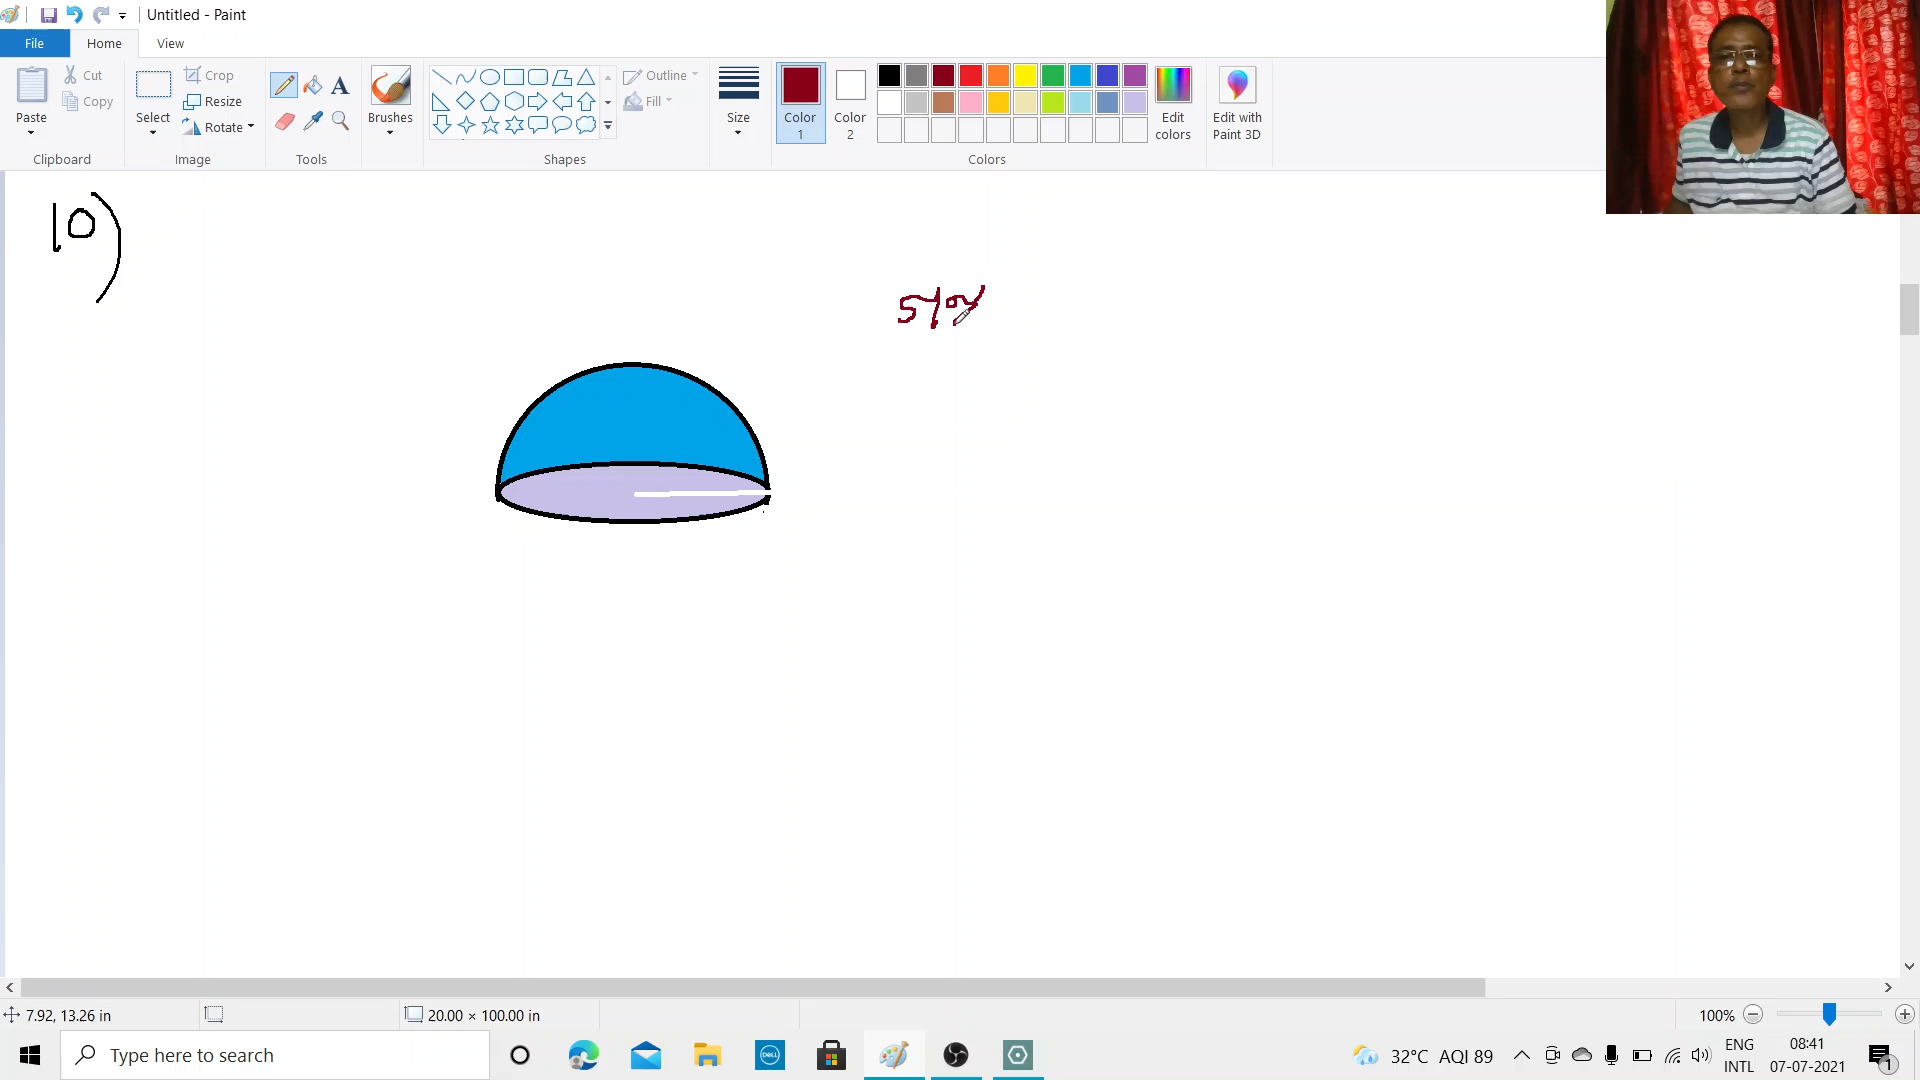 Untitled - Paint
File Home View
Cut
Copy
Paste
Clipboard
Crop
Resize
Rotate
Select
Image
A
Tools
Brushes
Outline
Fill
Shapes
Size
Color 1
Color 2
Edit colors
Colors
Edit with Paint 3D
10)
7.92, 13.26 in
20.00 × 100.00 in
100%
Type here to search
DELL
32°C AQI 89
ENG
INTL
08:41
07-07-2021
1